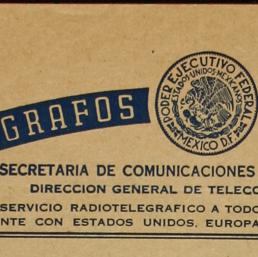 GRAFOS
PODER EJECUTIVO FEDERAL
ESTADOS UNIDOS MEXICANOS
MEXICO D.F.
SECRETARIA DE COMUNICACIONES
DIRECCION GENERAL DE TELECO
SERVICIO RADIOTELEGRAFICO A TODO
NTE CON ESTADOS UNIDOS, EUROPA